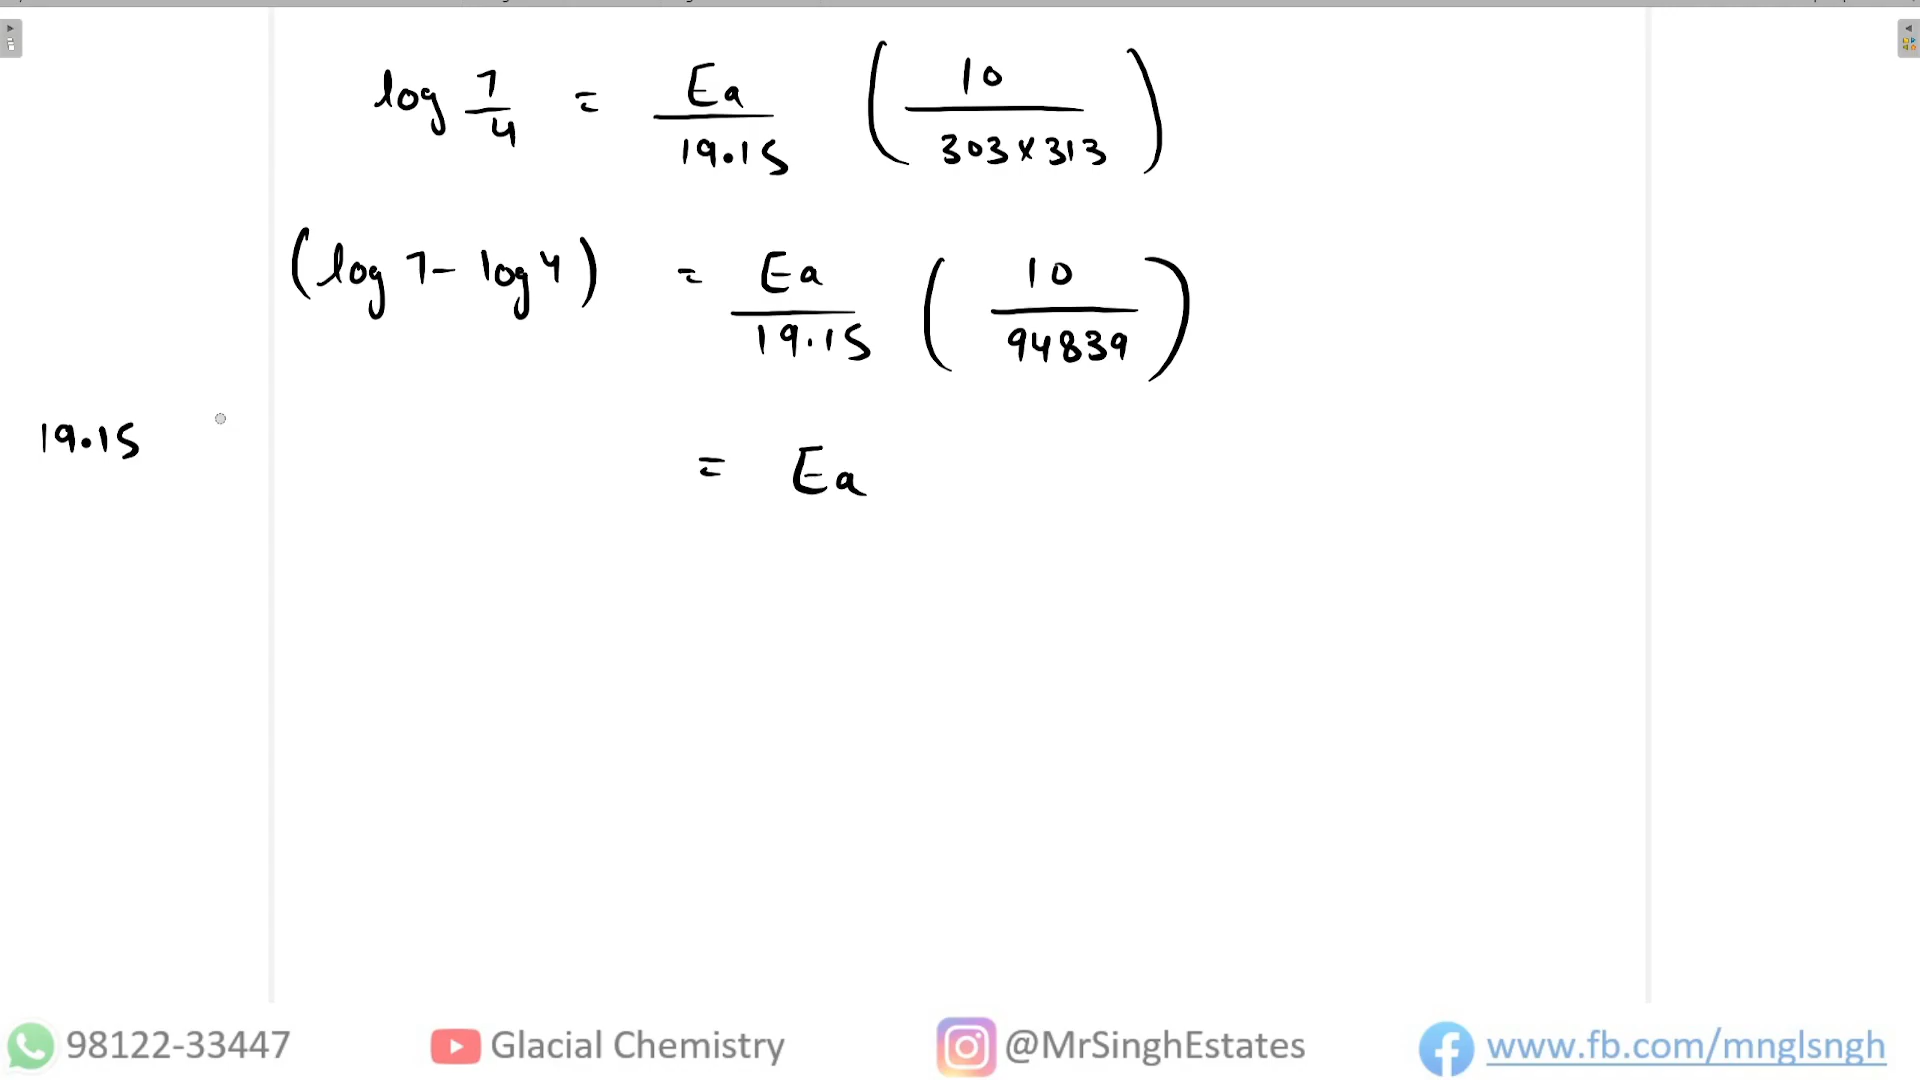 log 7/4 = Ea/19.15 (10/303×313)
(log 7 - log 4) = Ea/19.15 (10/94839)
19.15 = Ea
98122-33447 Glacial Chemistry @MrSinghEstates www.fb.com/mnglsngh